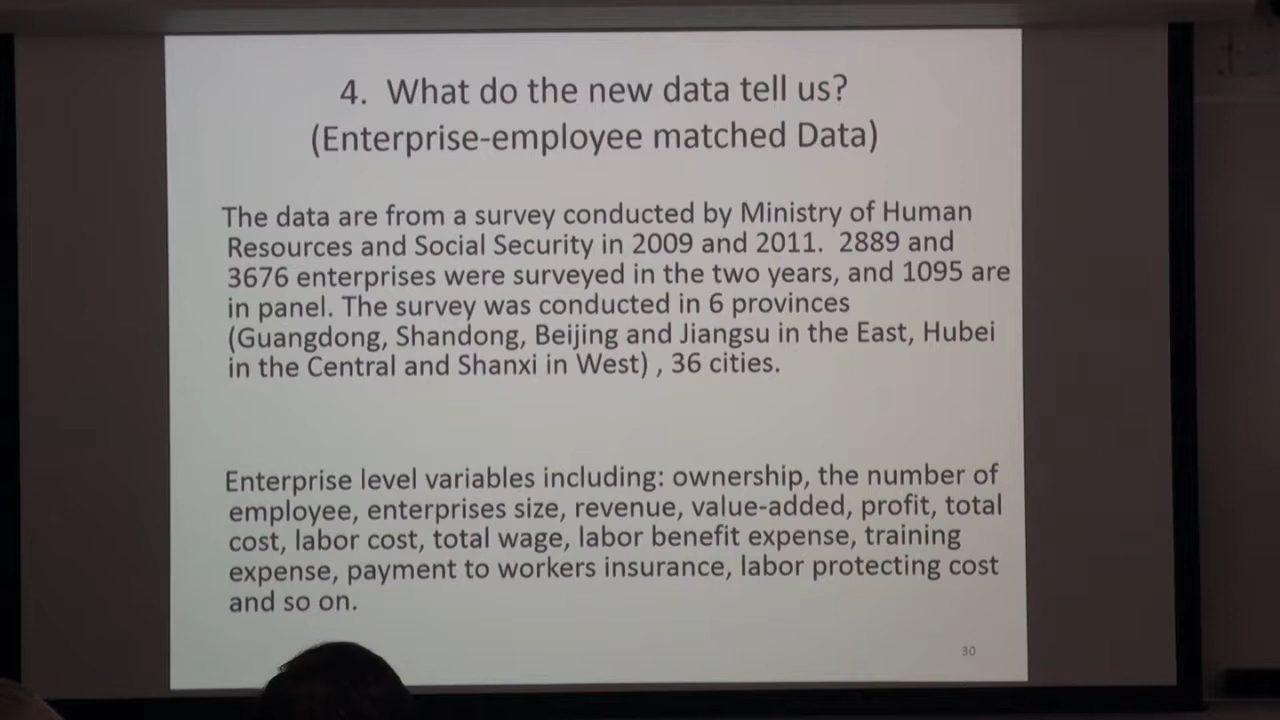 4. What do the new data tell us?
(Enterprise-employee matched Data)
The data are from a survey conducted by Ministry of Human
Resources and Social Security in 2009 and 2011. 2889 and
3676 enterprises were surveyed in the two years, and 1095 are
in panel. The survey was conducted in 6 provinces
(Guangdong, Shandong, Beijing and Jiangsu in the East, Hubei
in the Central and Shanxi in West) , 36 cities.
Enterprise level variables including: ownership, the number of
employee, enterprises size, revenue, value-added, profit, total
cost, labor cost, total wage, labor benefit expense, training
expense, payment to workers insurance, labor protecting cost
and so on.
30